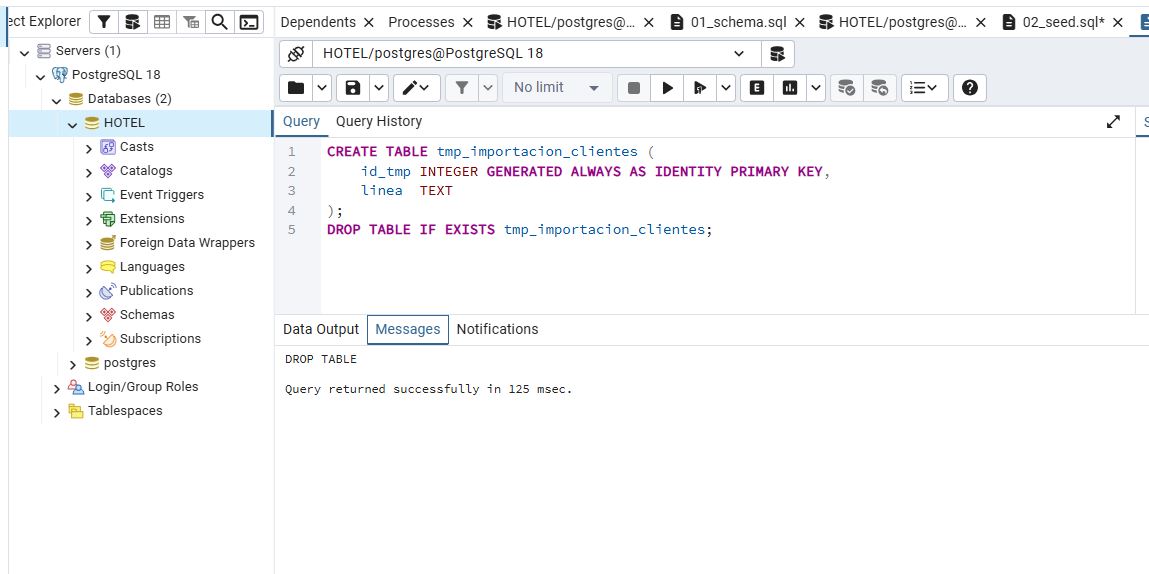 ect Explorer
Dependents
Processes
HOTEL/postgres@...
01_schema.sql
HOTEL/postgres@...
02_seed.sql*
Servers (1)
PostgreSQL 18
Databases (2)
HOTEL
Casts
Catalogs
Event Triggers
Extensions
Foreign Data Wrappers
Languages
Publications
Schemas
Subscriptions
postgres
Login/Group Roles
Tablespaces
HOTEL/postgres@PostgreSQL 18
No limit
E
Query Query History
S
1 CREATE TABLE tmp_importacion_clientes (
2 id_tmp INTEGER GENERATED ALWAYS AS IDENTITY PRIMARY KEY,
3 linea TEXT
4 );
5 DROP TABLE IF EXISTS tmp_importacion_clientes;
Data Output Messages Notifications
DROP TABLE
Query returned successfully in 125 msec.